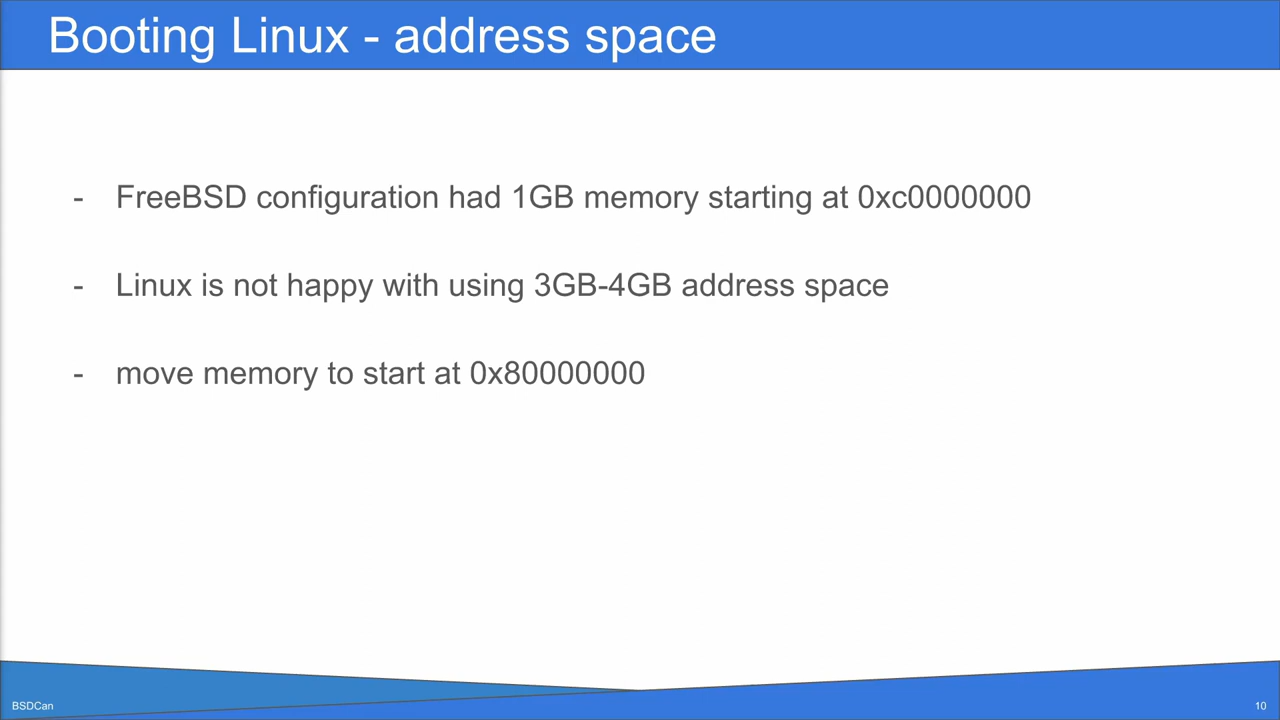 Booting Linux - address space
- FreeBSD configuration had 1GB memory starting at 0xc0000000
- Linux is not happy with using 3GB-4GB address space
- move memory to start at 0x80000000
BSDCan
10